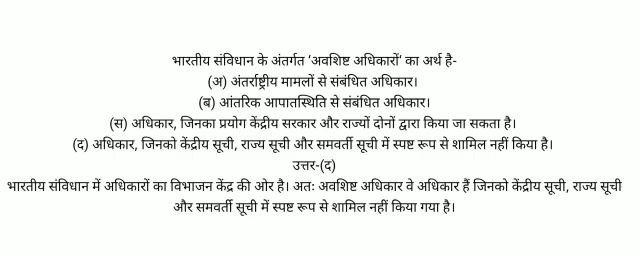 भारतीय संविधान के अंतर्गत 'अवशिष्ट अधिकारों' का अर्थ है-
(अ) अंतर्राष्ट्रीय मामलों से संबंधित अधिकार।
(ब) आंतरिक आपातस्थिति से संबंधित अधिकार।
(स) अधिकार, जिनका प्रयोग केंद्रीय सरकार और राज्यों दोनों द्वारा किया जा सकता है।
(द) अधिकार, जिनको केंद्रीय सूची, राज्य सूची और समवर्ती सूची में स्पष्ट रूप से शामिल नहीं किया है।
उत्तर-(द)
भारतीय संविधान में अधिकारों का विभाजन केंद्र की ओर है। अतः अवशिष्ट अधिकार वे अधिकार हैं जिनको केंद्रीय सूची, राज्य सूची
और समवर्ती सूची में स्पष्ट रूप से शामिल नहीं किया गया है।